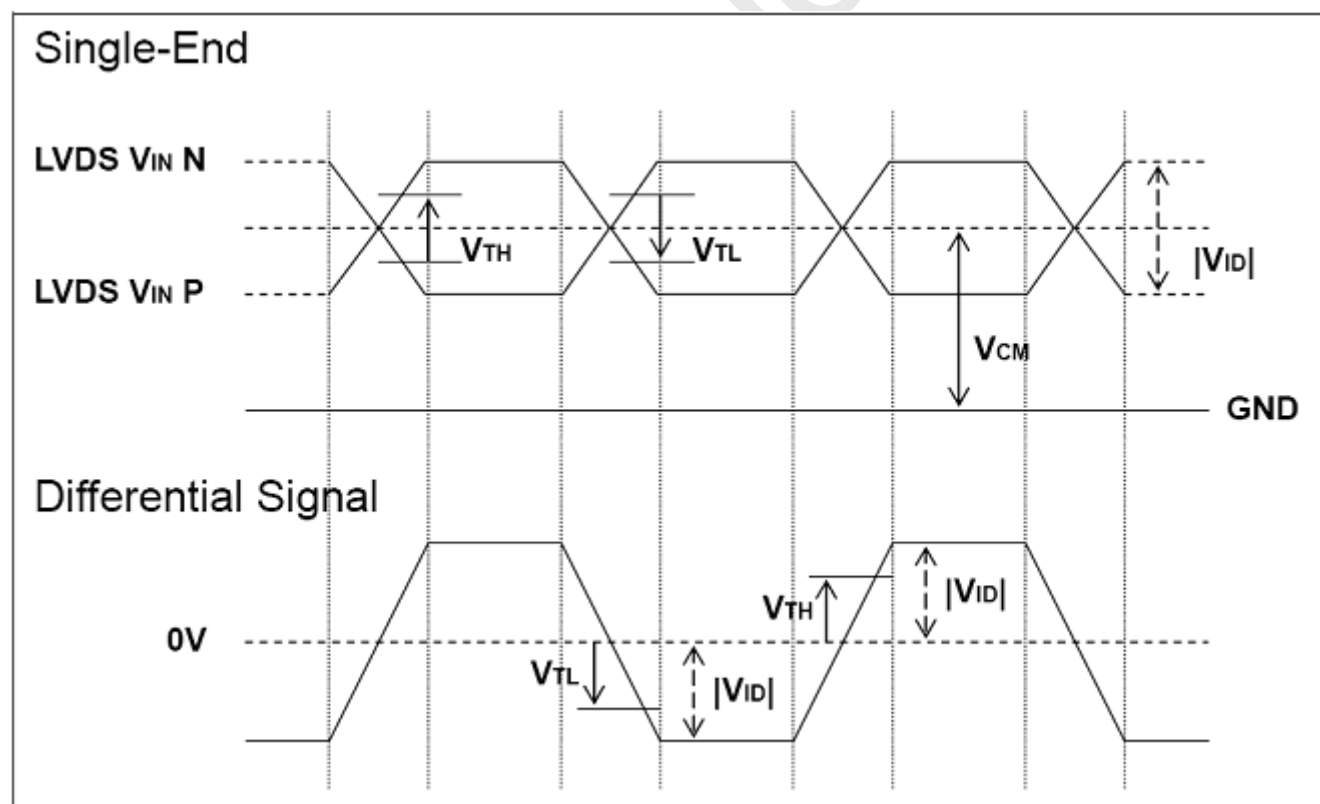 Single-End
LVDS VIN N
VTH
VTL
|VID|
LVDS VIN P
VCM
GND
Differential Signal
VTH
|VID|
0V
VTL
|VID|